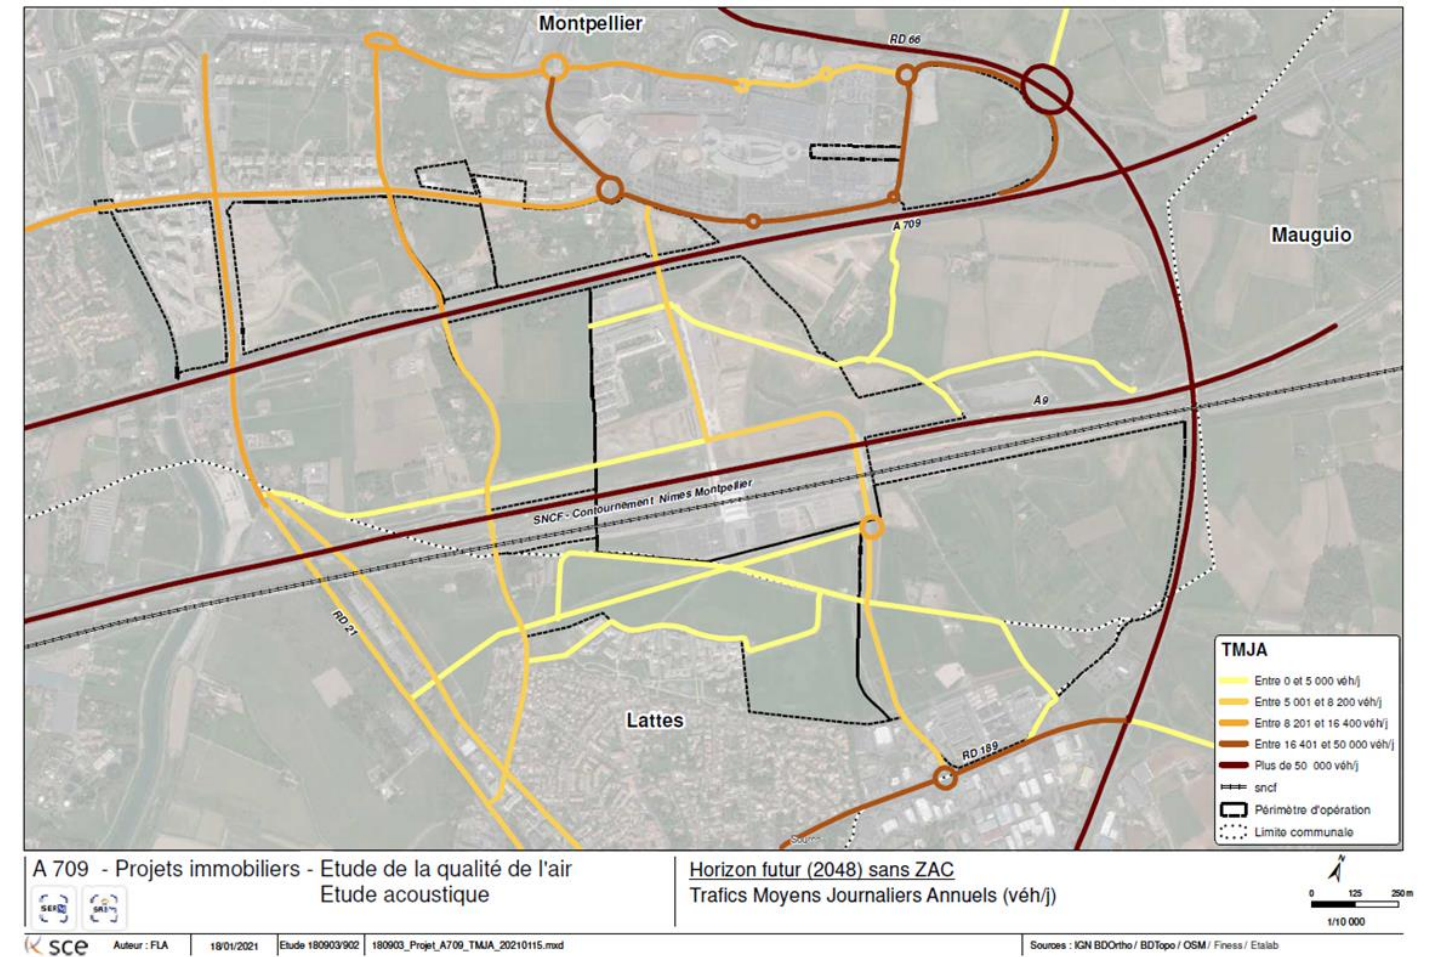 Montpellier
RD 66
Mauguio
A 709
A9
SNCF - Contournement Nimes Montpellier
RD 21
Lattes
RD 189
TMJA
Entre 0 et 5 000 véh/j
Entre 5 001 et 8 200 véh/j
Entre 8 201 et 16 400 véh/j
Entre 16 401 et 50 000 véh/j
Plus de 50 000 véh/j
sncf
Périmètre d'opération
Limite communale
A 709 - Projets immobiliers - Etude de la qualité de l'air
Etude acoustique
Horizon futur (2048) sans ZAC
Trafics Moyens Journaliers Annuels (véh/j)
N
0 125 250 m
1/10 000
sce
Auteur : FLA
18/01/2021
Etude 180903/902
180903_Projet_A709_TMJA_20210115.mxd
Sources : IGN BDOrtho / BDTopo / OSM / Finess / Etalab